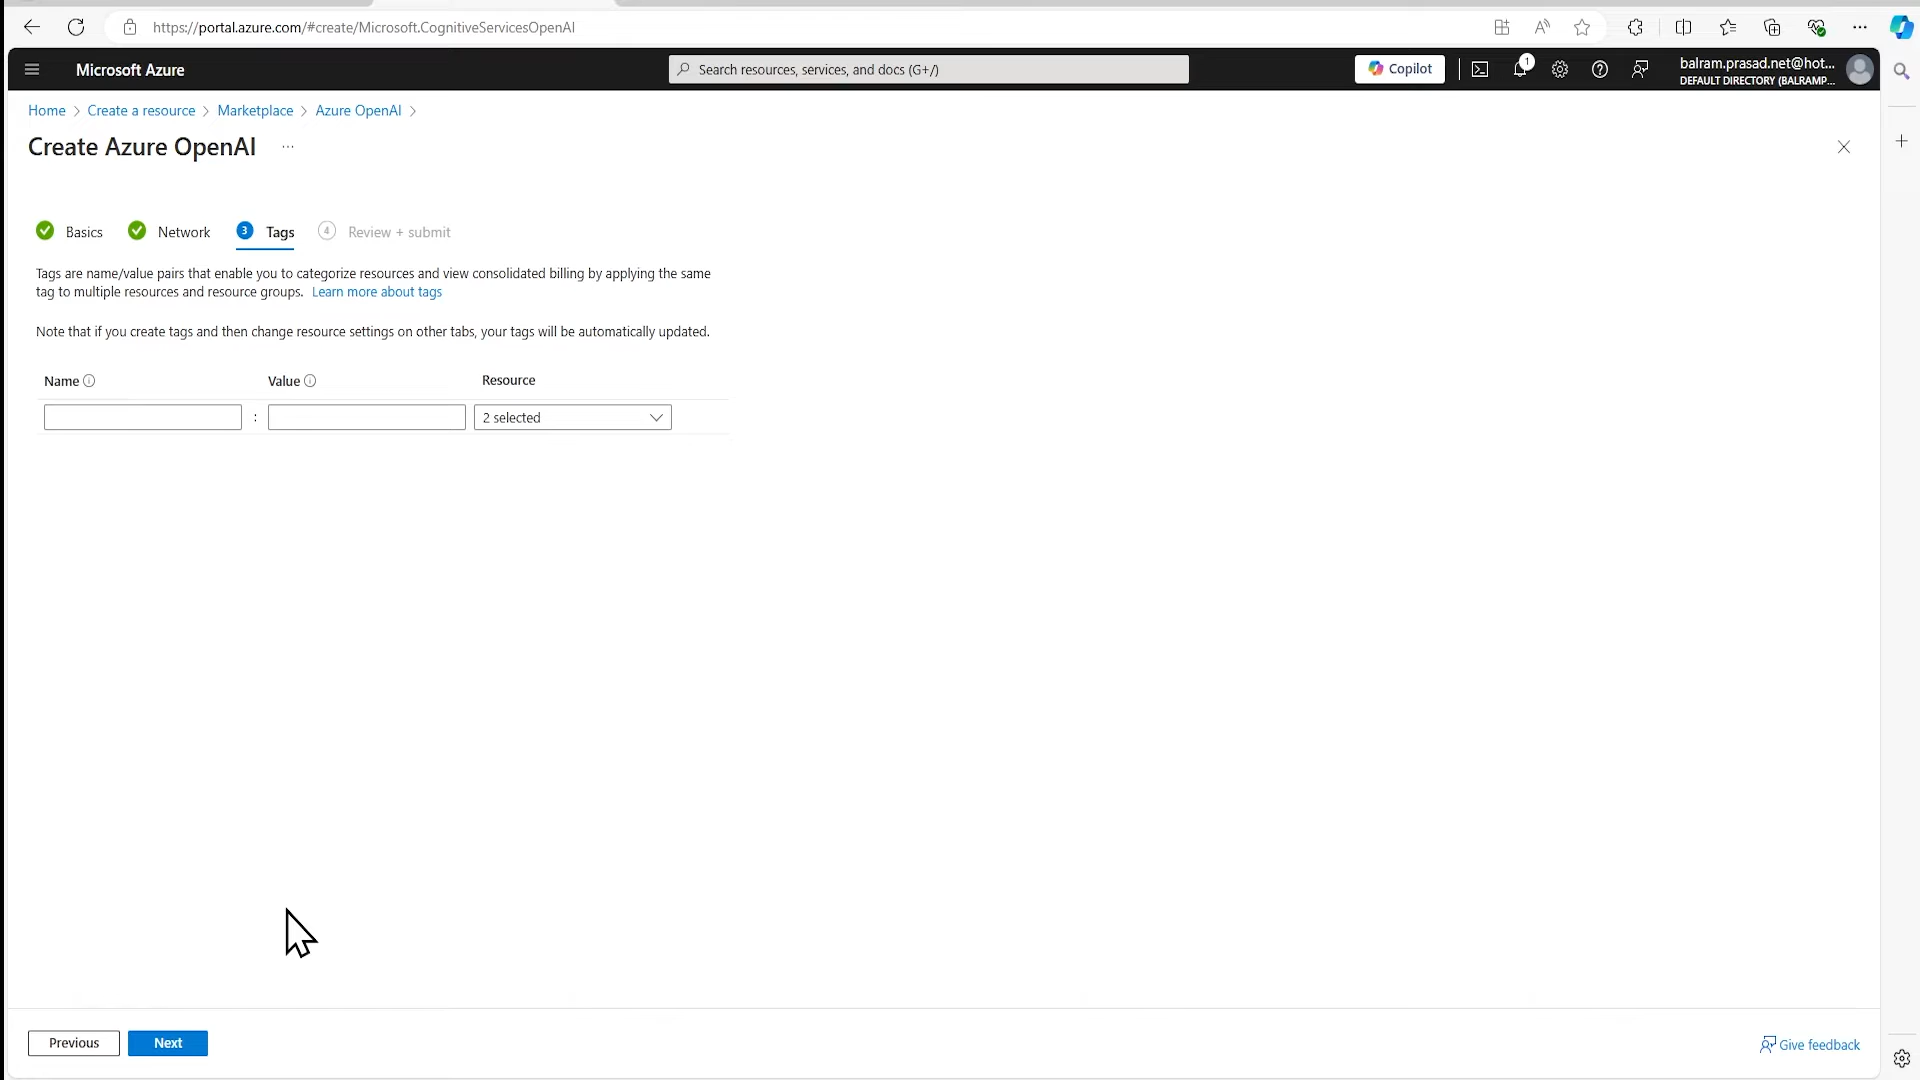 https://portal.azure.com/#create/Microsoft.CognitiveServicesOpenAI
Microsoft Azure
Search resources, services, and docs (G+/)
Copilot
1
balram.prasad.net@hot...
DEFAULT DIRECTORY (BALRAMP...
Home > Create a resource > Marketplace > Azure OpenAI >
Create Azure OpenAI ...
Basics Network 3 Tags 4 Review + submit
Tags are name/value pairs that enable you to categorize resources and view consolidated billing by applying the same
tag to multiple resources and resource groups. Learn more about tags
Note that if you create tags and then change resource settings on other tabs, your tags will be automatically updated.
Name Value Resource
: 2 selected
Previous Next Give feedback